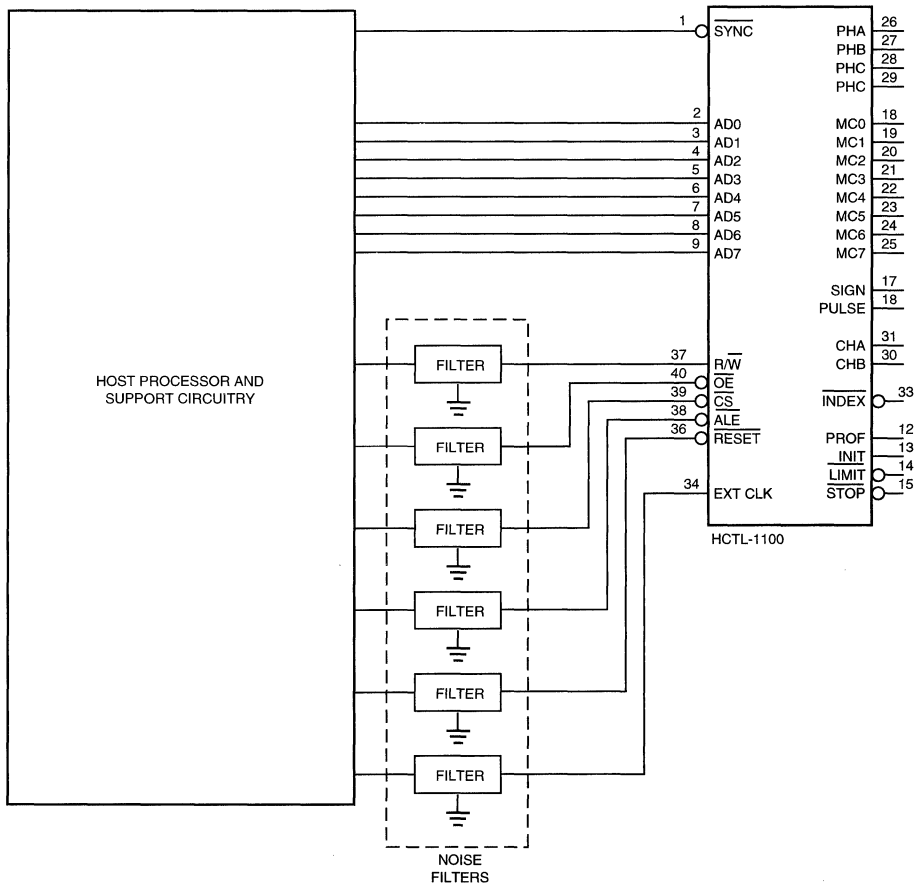 HOST PROCESSOR AND
SUPPORT CIRCUITRY
1
SYNC
2 AD0
3 AD1
4 AD2
5 AD3
6 AD4
7 AD5
8 AD6
9 AD7
37 R/W
40 OE
39 CS
38 ALE
36 RESET
34 EXT CLK
PHA 26
PHB 27
PHC 28
PHC 29
MC0 18
MC1 19
MC2 20
MC3 21
MC4 22
MC5 23
MC6 24
MC7 25
SIGN 17
PULSE 18
CHA 31
CHB 30
INDEX 33
PROF 12
INIT 13
LIMIT 14
STOP 15
HCTL-1100
FILTER
FILTER
FILTER
FILTER
FILTER
FILTER
NOISE
FILTERS